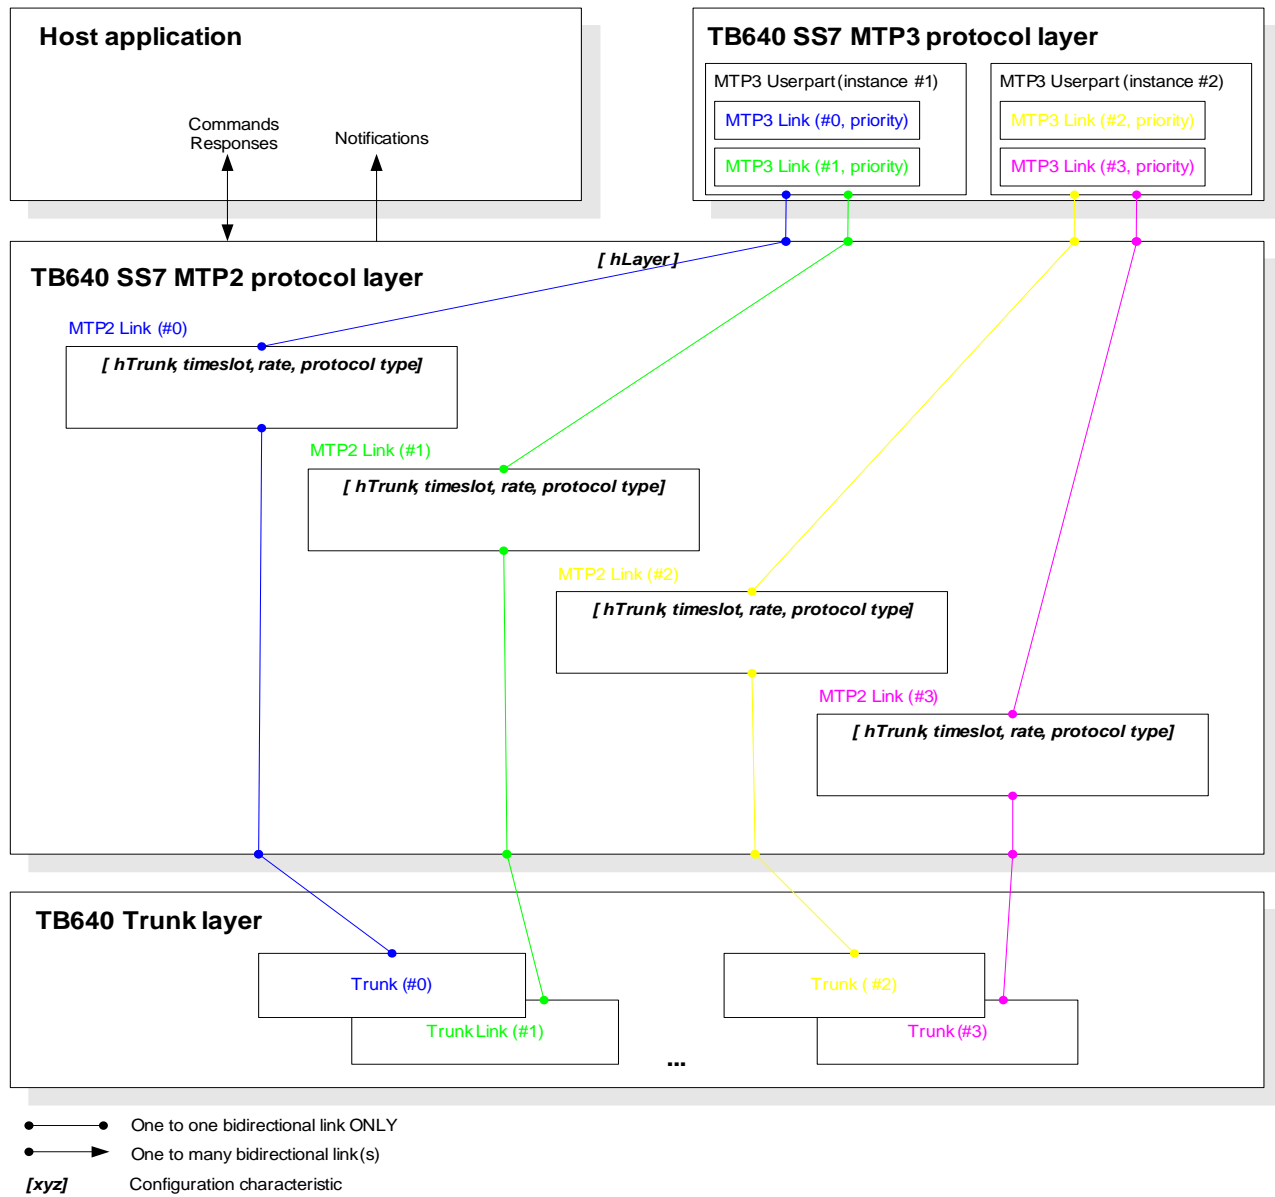 Host application
Commands
Responses
Notifications
TB640 SS7 MTP3 protocol layer
MTP3 Userpart (instance #1)
MTP3 Link (#0, priority)
MTP3 Link (#1, priority)
MTP3 Userpart (instance #2)
MTP3 Link (#2, priority)
MTP3 Link (#3, priority)
TB640 SS7 MTP2 protocol layer
[ hLayer ]
MTP2 Link (#0)
[ hTrunk, timeslot, rate, protocol type]
MTP2 Link (#1)
[ hTrunk, timeslot, rate, protocol type]
MTP2 Link (#2)
[ hTrunk, timeslot, rate, protocol type]
MTP2 Link (#3)
[ hTrunk, timeslot, rate, protocol type]
TB640 Trunk layer
Trunk (#0)
Trunk Link (#1)
...
Trunk ( #2)
Trunk (#3)
One to one bidirectional link ONLY
One to many bidirectional link(s)
[xyz] Configuration characteristic